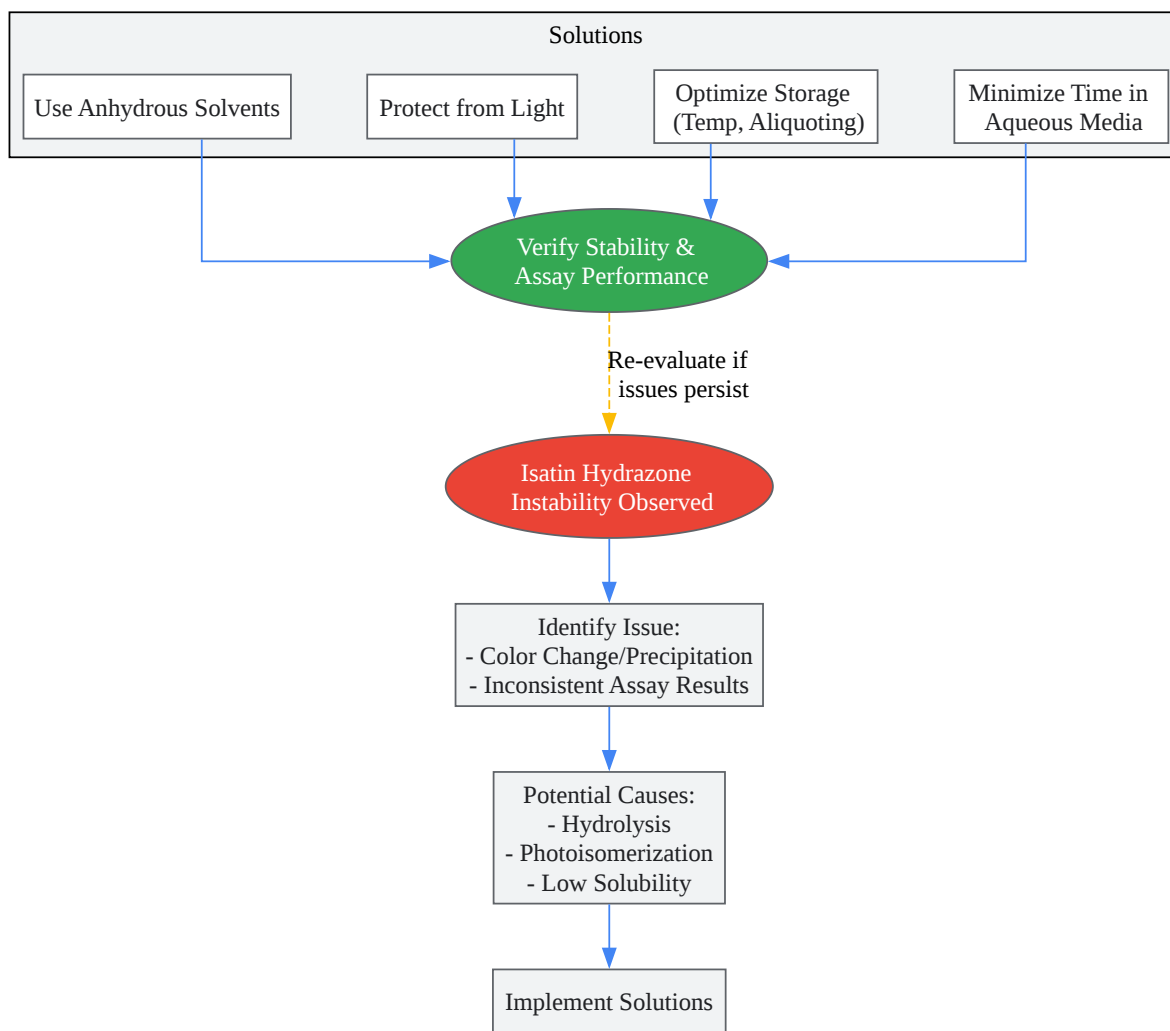 Solutions
Use Anhydrous Solvents
Protect from Light
Optimize Storage
(Temp, Aliquoting)
Minimize Time in
Aqueous Media
Verify Stability &
Assay Performance
Re-evaluate if
issues persist
Isatin Hydrazone
Instability Observed
Identify Issue:
- Color Change/Precipitation
- Inconsistent Assay Results
Potential Causes:
- Hydrolysis
- Photoisomerization
- Low Solubility
Implement Solutions